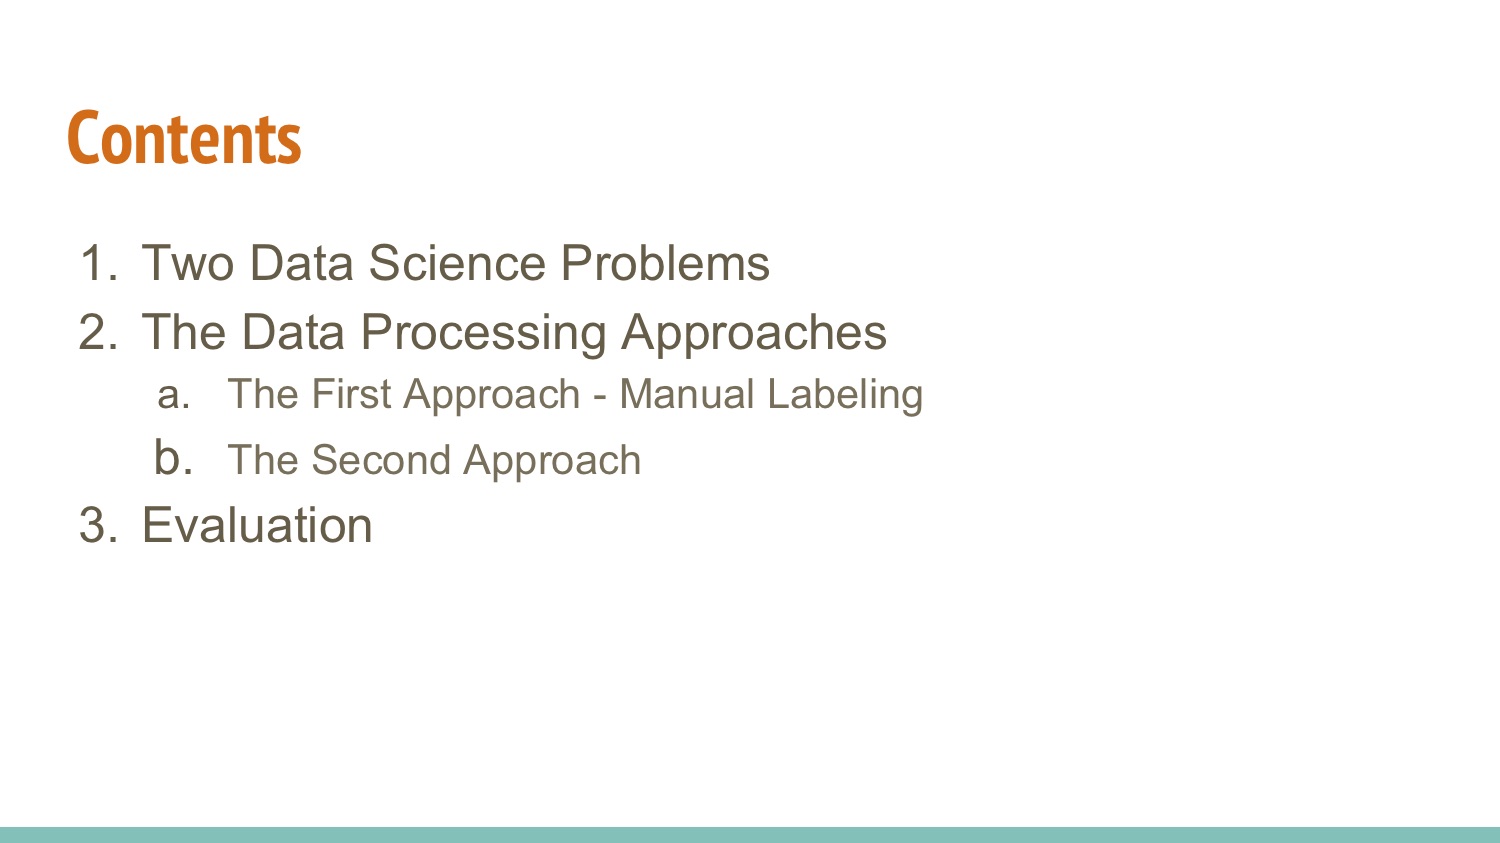 Contents
1. Two Data Science Problems
2. The Data Processing Approaches
a. The First Approach - Manual Labeling
b. The Second Approach
3. Evaluation